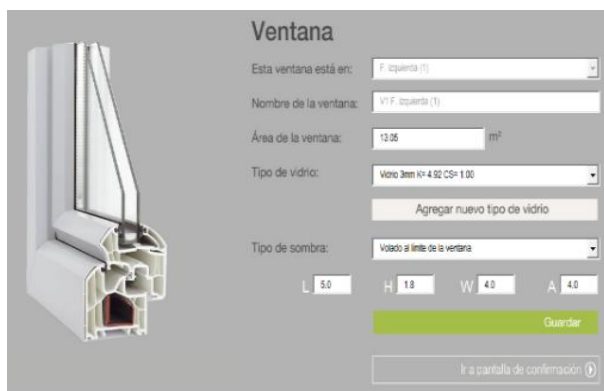 Ventana
Esta ventana está en: F. izquierda (1)
Nombre de la ventana: V1 F. izquierda (1)
Área de la ventana: 13.05 m²
Tipo de vidrio: Vidrio 3mm K= 4.92 CS= 1.00
Agregar nuevo tipo de vidrio
Tipo de sombra: Volado al límite de la ventana
L 5.0 H 1.8 W 4.0 A 4.0
Guardar
Ir a pantalla de confirmación